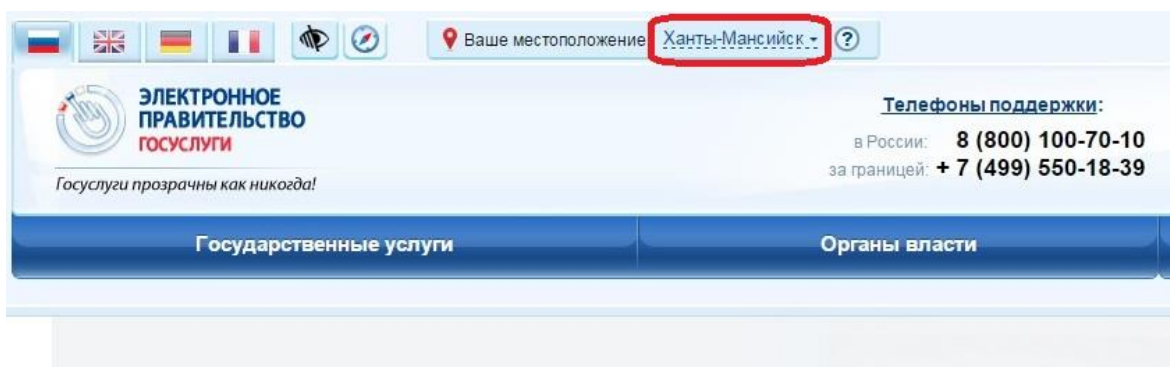 Ваше местоположение Ханты-Мансийск ?
ЭЛЕКТРОННОЕ
ПРАВИТЕЛЬСТВО
ГОСУСЛУГИ
Госуслуги прозрачны как никогда!
Телефоны поддержки:
в России: 8 (800) 100-70-10
за границей: + 7 (499) 550-18-39
Государственные услуги
Органы власти